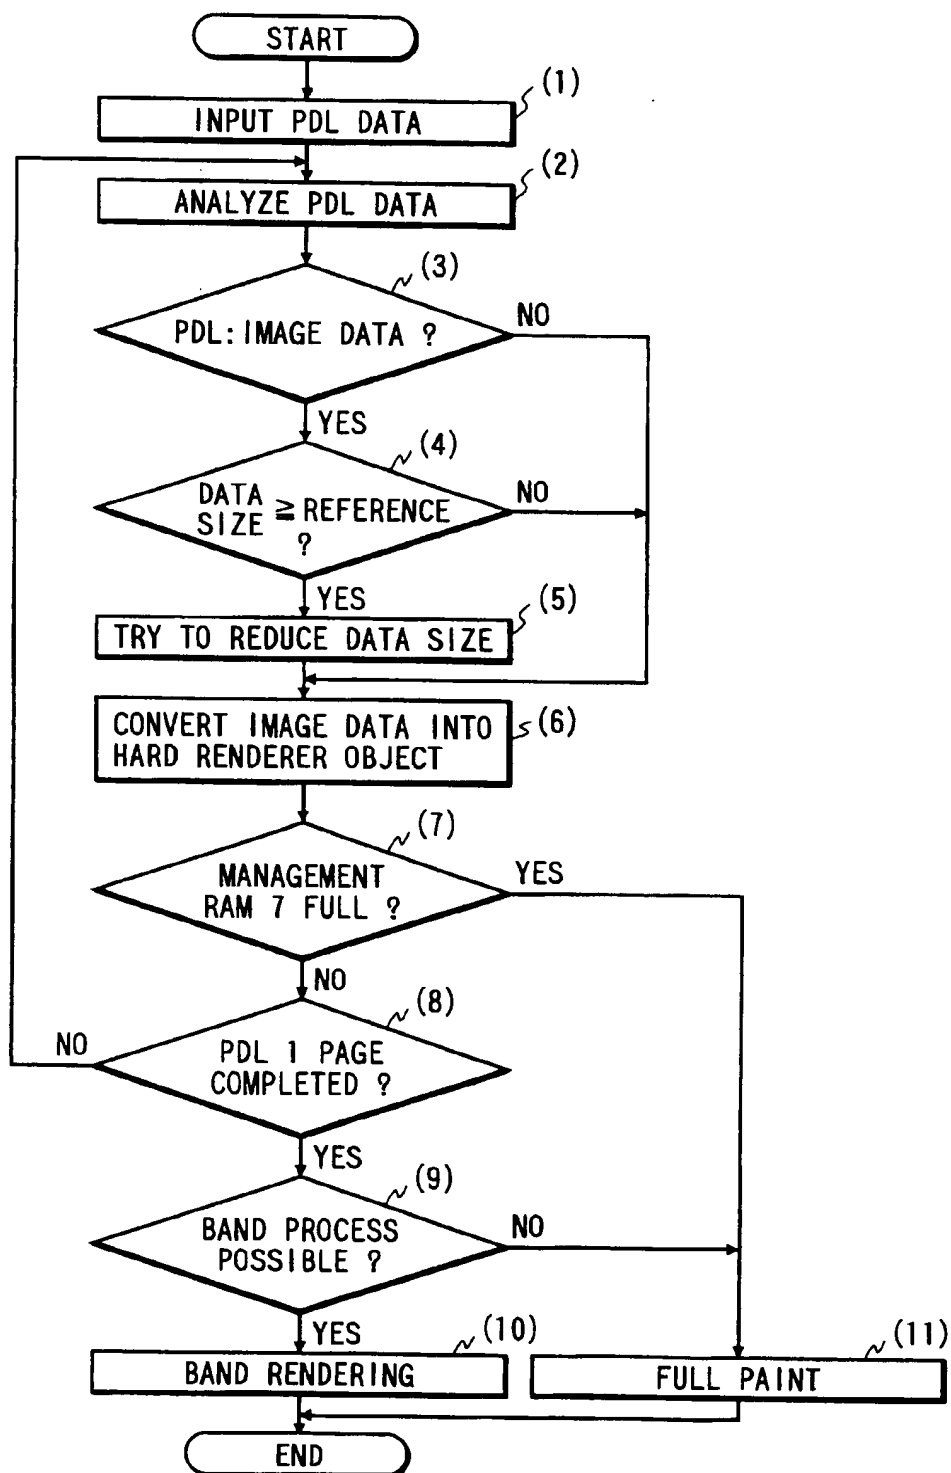 START
(1)
INPUT PDL DATA
(2)
ANALYZE PDL DATA
(3)
PDL: IMAGE DATA ?
NO
YES
(4)
DATA
SIZE ≧ REFERENCE
?
NO
YES
(5)
TRY TO REDUCE DATA SIZE
(6)
CONVERT IMAGE DATA INTO
HARD RENDERER OBJECT
(7)
MANAGEMENT
RAM 7 FULL ?
YES
NO
(8)
PDL 1 PAGE
COMPLETED ?
NO
YES
(9)
BAND PROCESS
POSSIBLE ?
NO
YES
(10)
BAND RENDERING
(11)
FULL PAINT
END